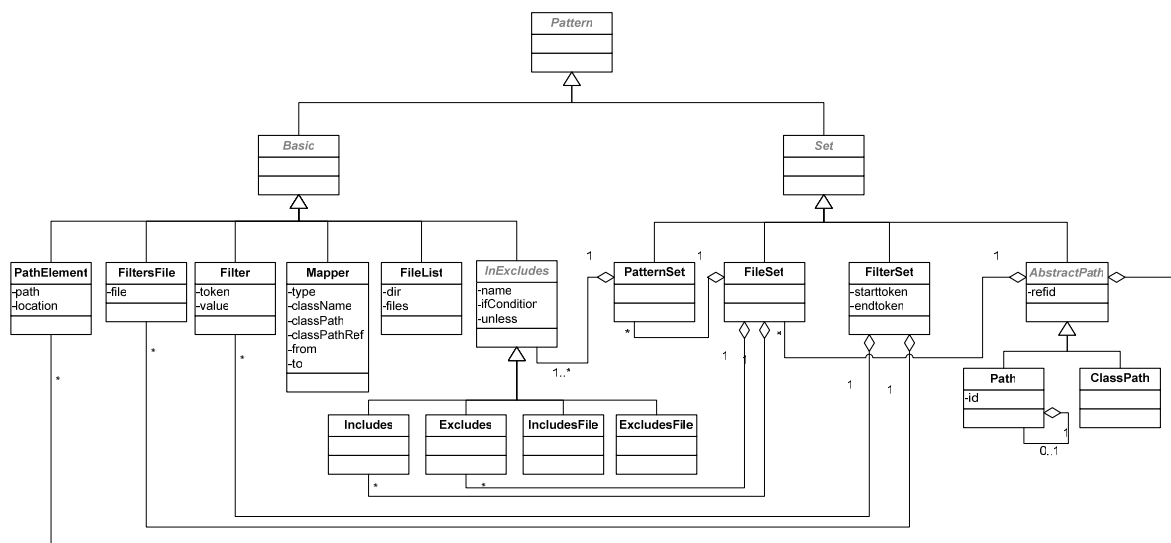 Pattern
Basic
Set
PathElement
-path
-location
FiltersFile
-file
Filter
-token
-value
Mapper
-type
-className
-classPath
-classPathRef
-from
-to
FileList
-dir
-files
InExcludes
-name
-ifCondition
-unless
1
PatternSet
1
FileSet
FilterSet
-starttoken
-endtoken
1
AbstractPath
-refid
*
*
*
*
1..*
*
1
1
1
1
Path
-id
ClassPath
1
0..1
Includes
Excludes
IncludesFile
ExcludesFile
*
*